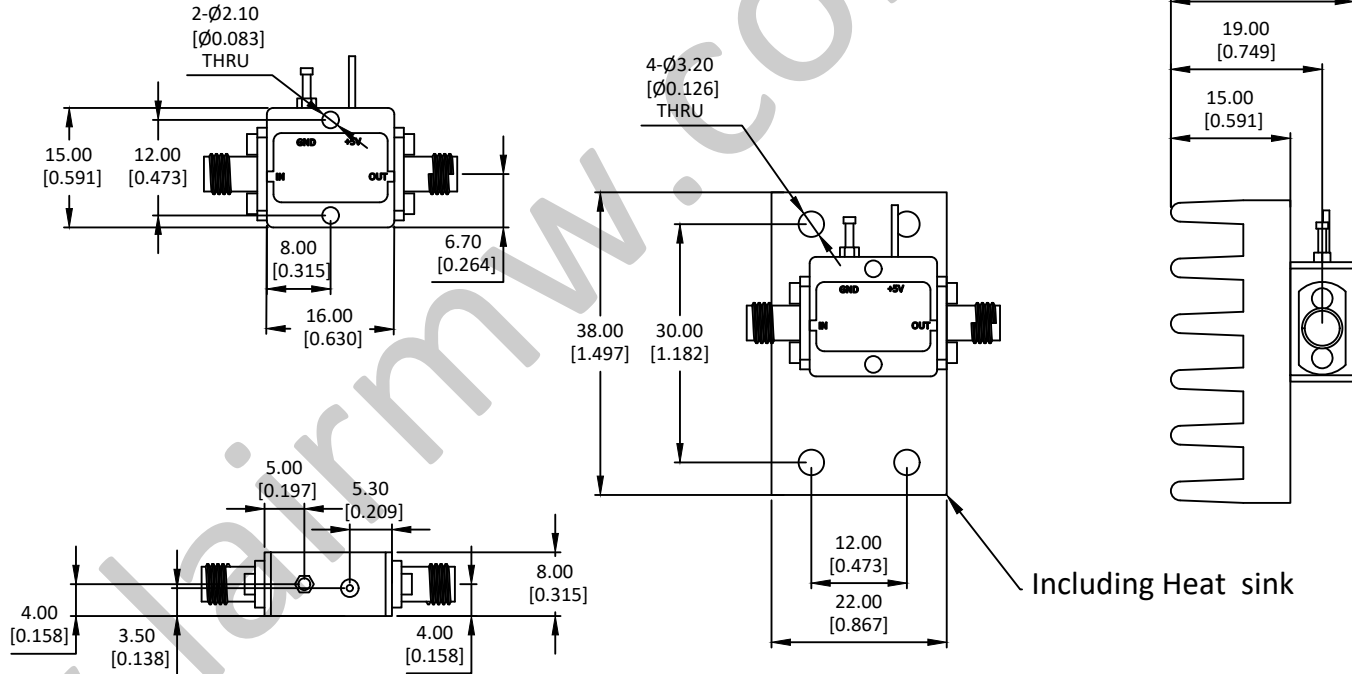 2-Ø2.10
[Ø0.083]
THRU
15.00
[0.591]
12.00
[0.473]
GND +5V
IN OUT
8.00
[0.315]
16.00
[0.630]
6.70
[0.264]
4-Ø3.20
[Ø0.126]
THRU
38.00
[1.497]
30.00
[1.182]
GND +5V
IN OUT
12.00
[0.473]
22.00
[0.867]
Including Heat sink
19.00
[0.749]
15.00
[0.591]
5.00
[0.197]
5.30
[0.209]
4.00
[0.158]
3.50
[0.138]
4.00
[0.158]
8.00
[0.315]
lairmw.co